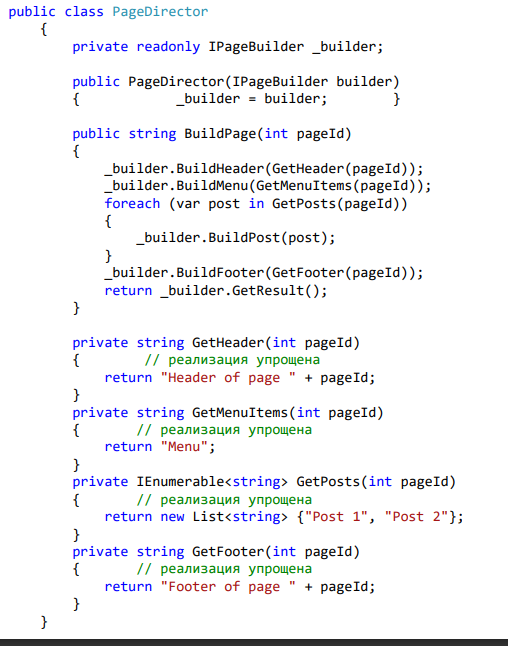 public class PageDirector
{
private readonly IPageBuilder _builder;
public PageDirector(IPageBuilder builder)
{ _builder = builder; }
public string BuildPage(int pageId)
{
_builder.BuildHeader(GetHeader(pageId));
_builder.BuildMenu(GetMenuItems(pageId));
foreach (var post in GetPosts(pageId))
{
_builder.BuildPost(post);
}
_builder.BuildFooter(GetFooter(pageId));
return _builder.GetResult();
}
private string GetHeader(int pageId)
{ // реализация упрощена
return "Header of page " + pageId;
}
private string GetMenuItems(int pageId)
{ // реализация упрощена
return "Menu";
}
private IEnumerable<string> GetPosts(int pageId)
{ // реализация упрощена
return new List<string> {"Post 1", "Post 2"};
}
private string GetFooter(int pageId)
{ // реализация упрощена
return "Footer of page " + pageId;
}
}